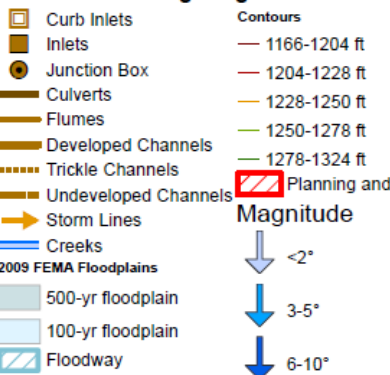 Curb Inlets
Inlets
Junction Box
Culverts
Flumes
Developed Channels
Trickle Channels
Undeveloped Channels
Storm Lines
Creeks
2009 FEMA Floodplains
500-yr floodplain
100-yr floodplain
Floodway
Contours
1166-1204 ft
1204-1228 ft
1228-1250 ft
1250-1278 ft
1278-1324 ft
Planning and
Magnitude
<2°
3-5°
6-10°